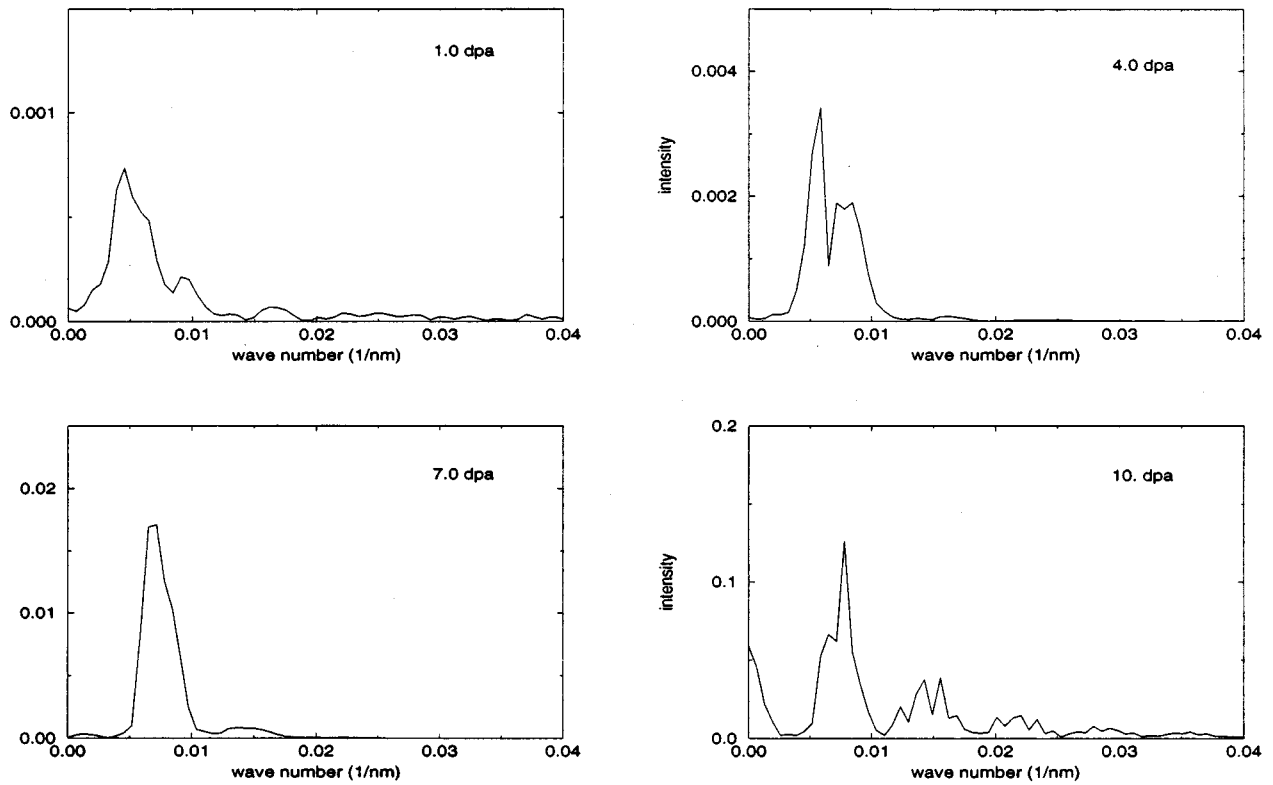 1.0 dpa
0.001
0.000
0.00 0.01 0.02 0.03 0.04
wave number (1/nm)
4.0 dpa
0.004
intensity
0.002
0.000
0.00 0.01 0.02 0.03 0.04
wave number (1/nm)
7.0 dpa
0.02
0.01
0.00
0.00 0.01 0.02 0.03 0.04
wave number (1/nm)
0.2
10. dpa
intensity
0.1
0.0
0.00 0.01 0.02 0.03 0.04
wave number (1/nm)